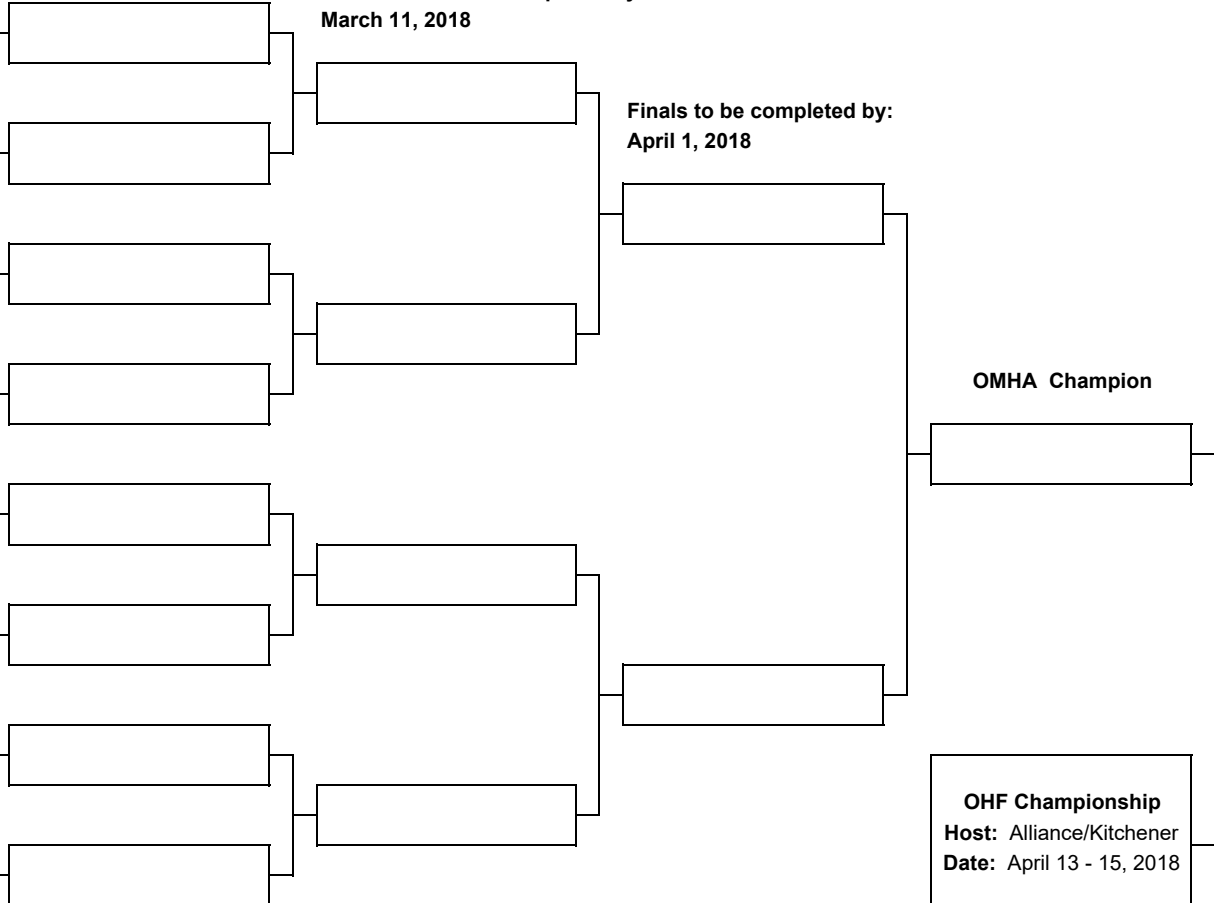 March 11, 2018
Finals to be completed by:
April 1, 2018
OMHA Champion
OHF Championship
Host: Alliance/Kitchener
Date: April 13 - 15, 2018